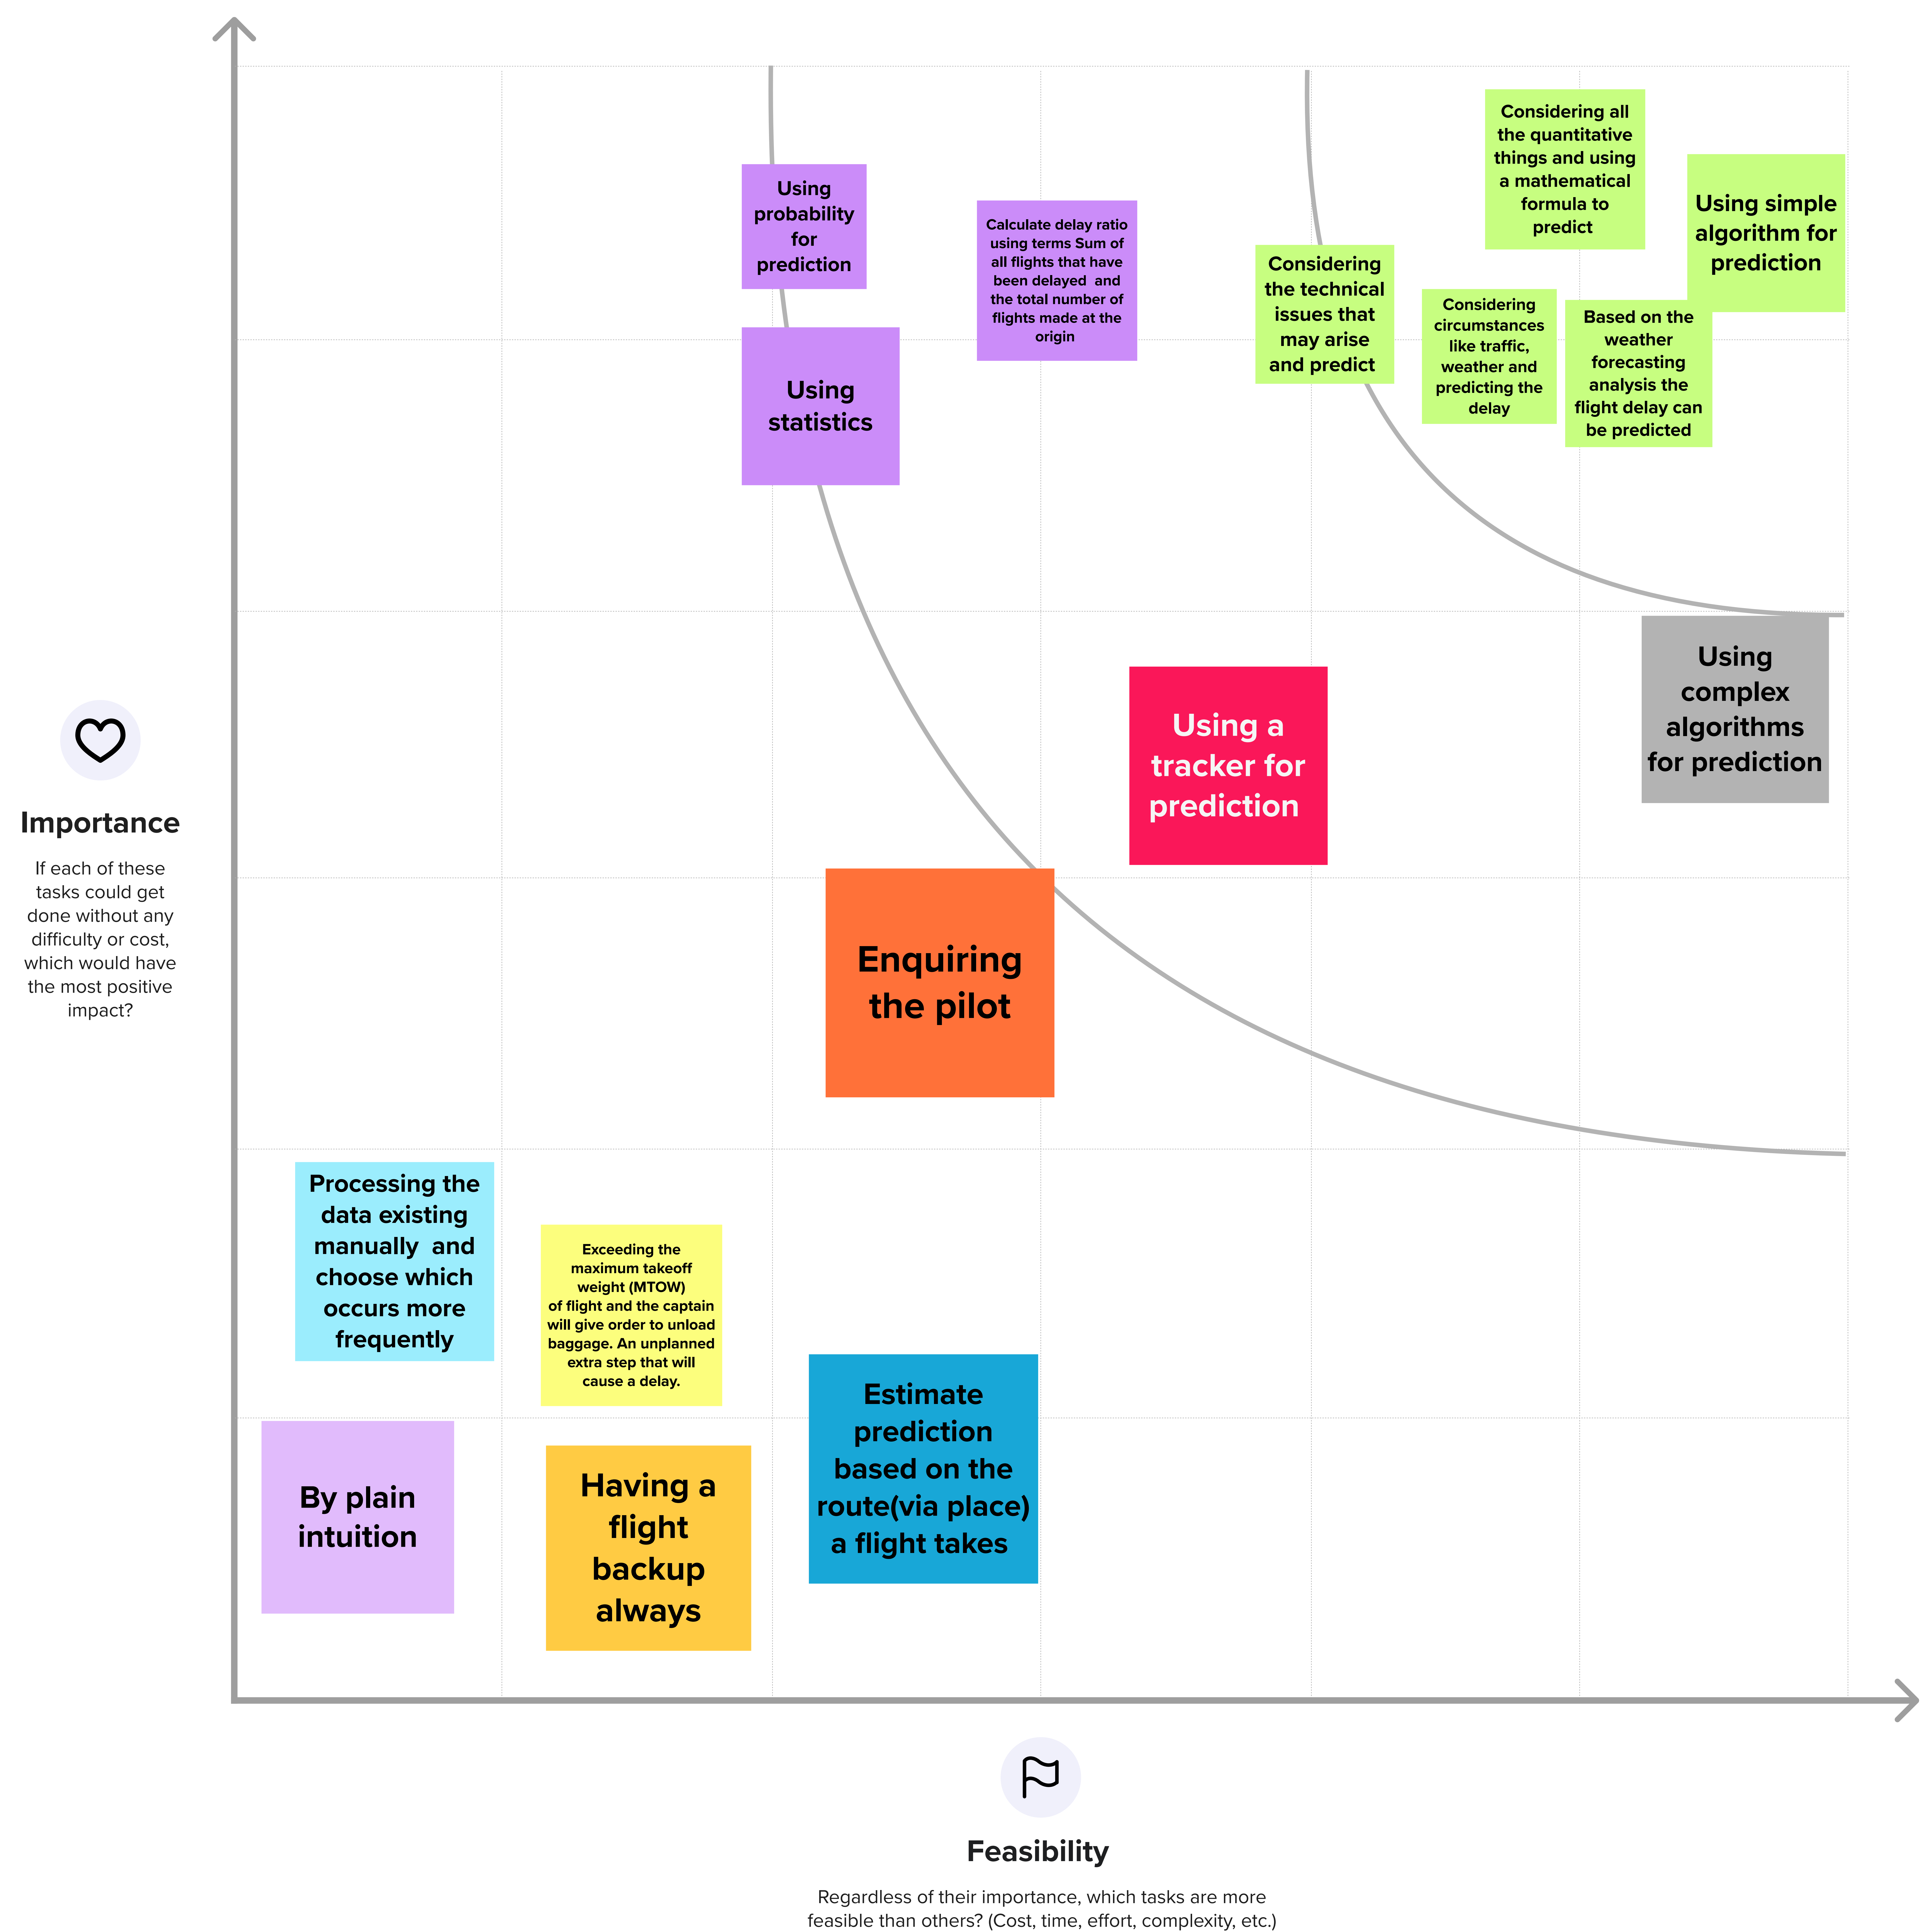 Considering all
the quantitative
things and using
a mathematical
formula to
predict
Using simple
algorithm for
prediction
Using
probability
for
prediction
Calculate delay ratio
using terms Sum of
all flights that have
been delayed  and
the total number of
flights made at the
origin
Considering
the technical
issues that
may arise
and predict
Considering
circumstances
like traffic,
weather and
predicting the
delay
Based on the
weather
forecasting
analysis the
flight delay can
be predicted
Using
statistics
Using
complex
algorithms
for prediction
Using a
tracker for
prediction
Importance
If each of these
tasks could get
done without any
difficulty or cost,
which would have
the most positive
impact?
Enquiring
the pilot
Processing the
data existing
manually  and
choose which
occurs more
frequently
Exceeding the
maximum takeoff
weight (MTOW)
of flight and the captain
will give order to unload
baggage. An unplanned
extra step that will
cause a delay.
Estimate
prediction
based on the
route(via place)
a flight takes
By plain
intuition
Having a
flight
backup
always
Feasibility
Regardless of their importance, which tasks are more
feasible than others? (Cost, time, effort, complexity, etc.)